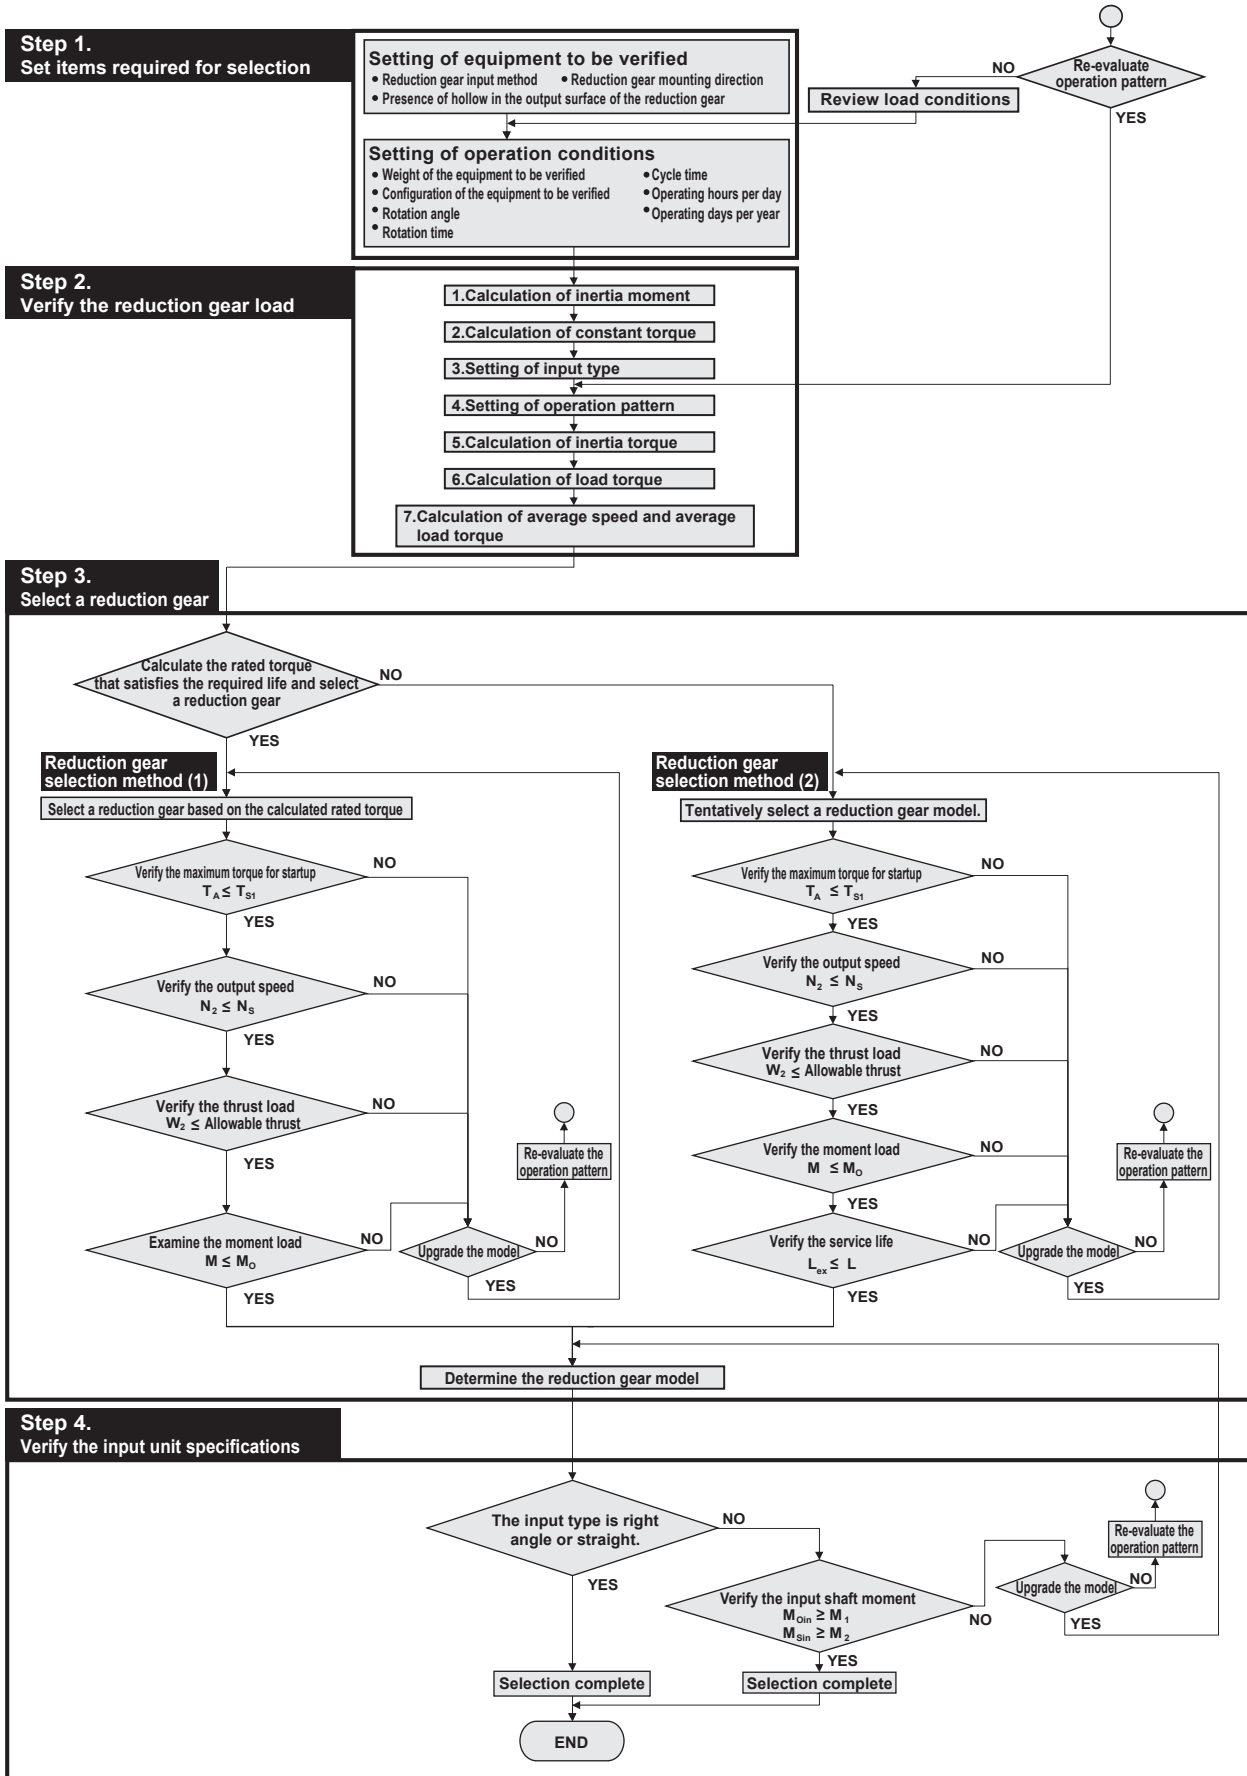 Step 1.
Set items required for selection
Setting of equipment to be verified
• Reduction gear input method • Reduction gear mounting direction
• Presence of hollow in the output surface of the reduction gear
Re-evaluate
operation pattern
NO
YES
Review load conditions
Setting of operation conditions
• Weight of the equipment to be verified
• Configuration of the equipment to be verified
• Rotation angle
• Rotation time
• Cycle time
• Operating hours per day
• Operating days per year
Step 2.
Verify the reduction gear load
1.Calculation of inertia moment
2.Calculation of constant torque
3.Setting of input type
4.Setting of operation pattern
5.Calculation of inertia torque
6.Calculation of load torque
7.Calculation of average speed and average
load torque
Step 3.
Select a reduction gear
Calculate the rated torque
that satisfies the required life and select
a reduction gear
NO
YES
Reduction gear
selection method (1)
Select a reduction gear based on the calculated rated torque
Verify the maximum torque for startup
T_A ≤ T_S1
NO
YES
Verify the output speed
N_2 ≤ N_S
NO
YES
Verify the thrust load
W_2 ≤ Allowable thrust
NO
YES
Examine the moment load
M ≤ M_O
NO
YES
Upgrade the model
NO
YES
Re-evaluate the
operation pattern
Reduction gear
selection method (2)
Tentatively select a reduction gear model.
Verify the maximum torque for startup
T_A ≤ T_S1
NO
YES
Verify the output speed
N_2 ≤ N_S
NO
YES
Verify the thrust load
W_2 ≤ Allowable thrust
NO
YES
Verify the moment load
M ≤ M_O
NO
YES
Verify the service life
L_ex ≤ L
NO
YES
Upgrade the model
NO
YES
Re-evaluate the
operation pattern
Determine the reduction gear model
Step 4.
Verify the input unit specifications
The input type is right
angle or straight.
NO
YES
Verify the input shaft moment
M_Oin ≥ M_1
M_Sin ≥ M_2
NO
YES
Upgrade the model
NO
YES
Re-evaluate the
operation pattern
Selection complete
Selection complete
END